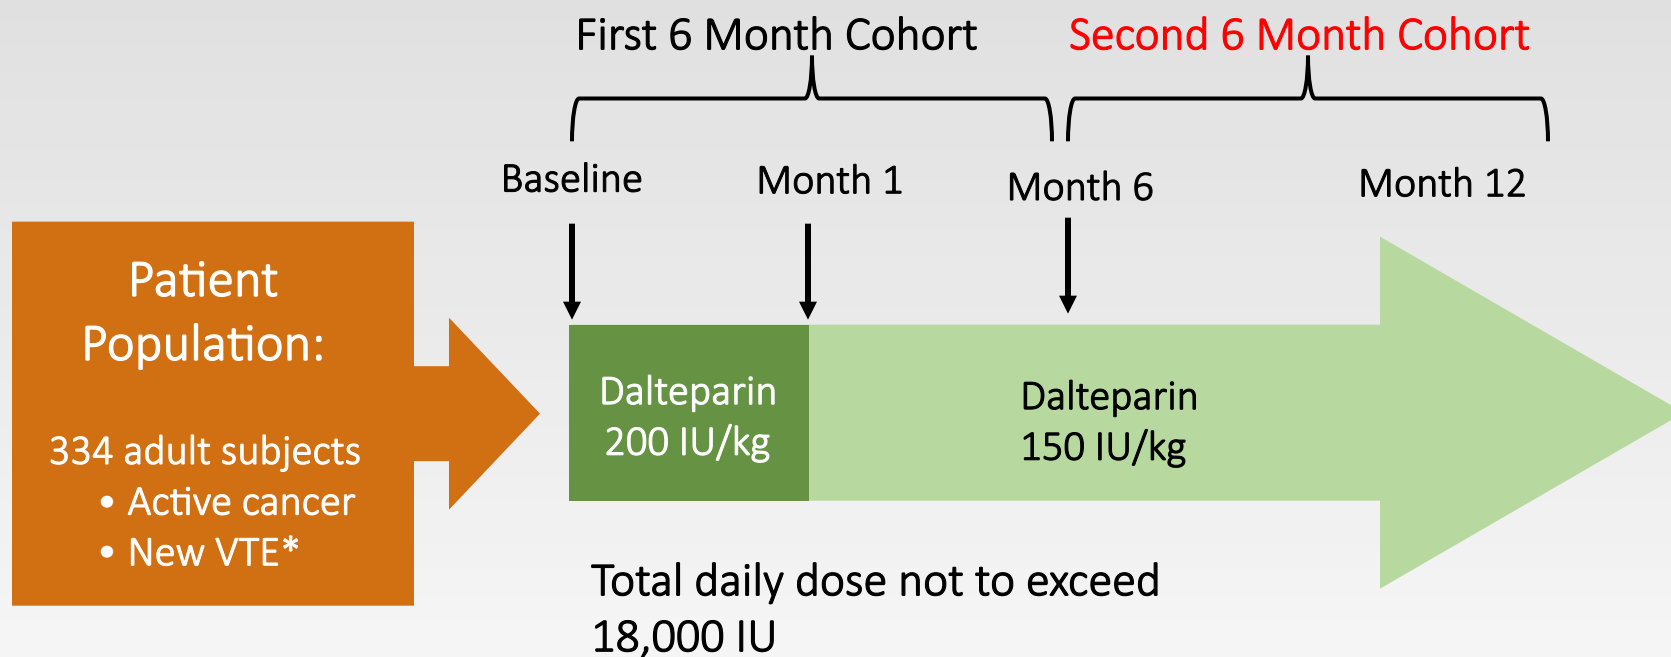 First 6 Month Cohort
Second 6 Month Cohort
Baseline
Month 1
Month 6
Month 12
Patient
Population:
334 adult subjects
• Active cancer
• New VTE*
Dalteparin
200 IU/kg
Dalteparin
150 IU/kg
Total daily dose not to exceed
18,000 IU